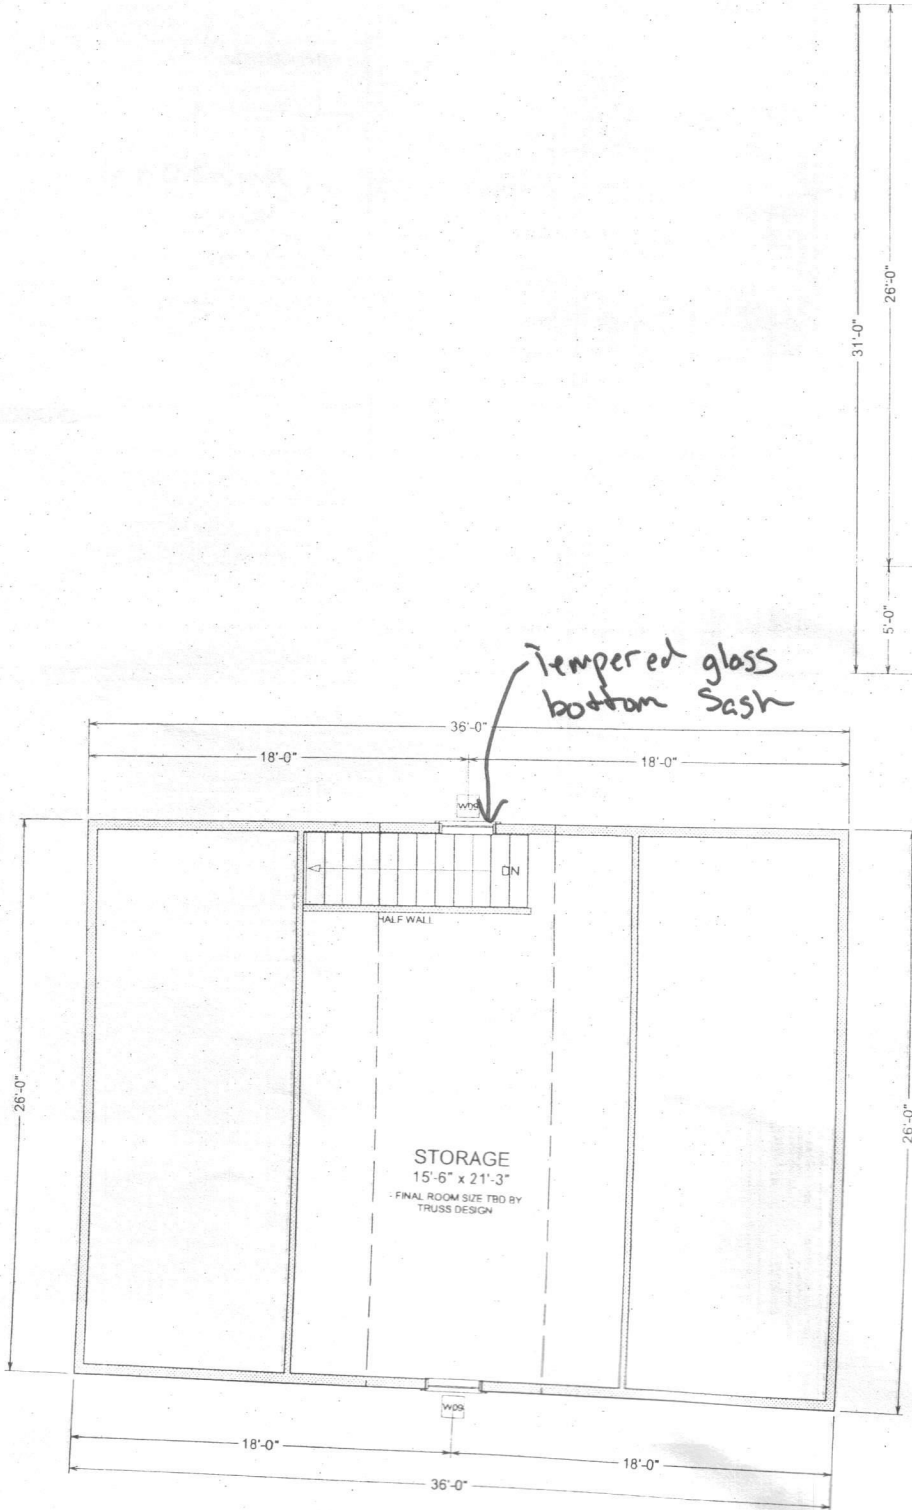 31'-0"
26'-0"
5'-0"
Tempered glass
bottom Sash
36'-0"
18'-0"
18'-0"
W09
DN
HALF WALL
26'-0"
26'-0"
STORAGE
15'-6" x 21'-3"
FINAL ROOM SIZE TBD BY
TRUSS DESIGN
W09
18'-0"
18'-0"
36'-0"